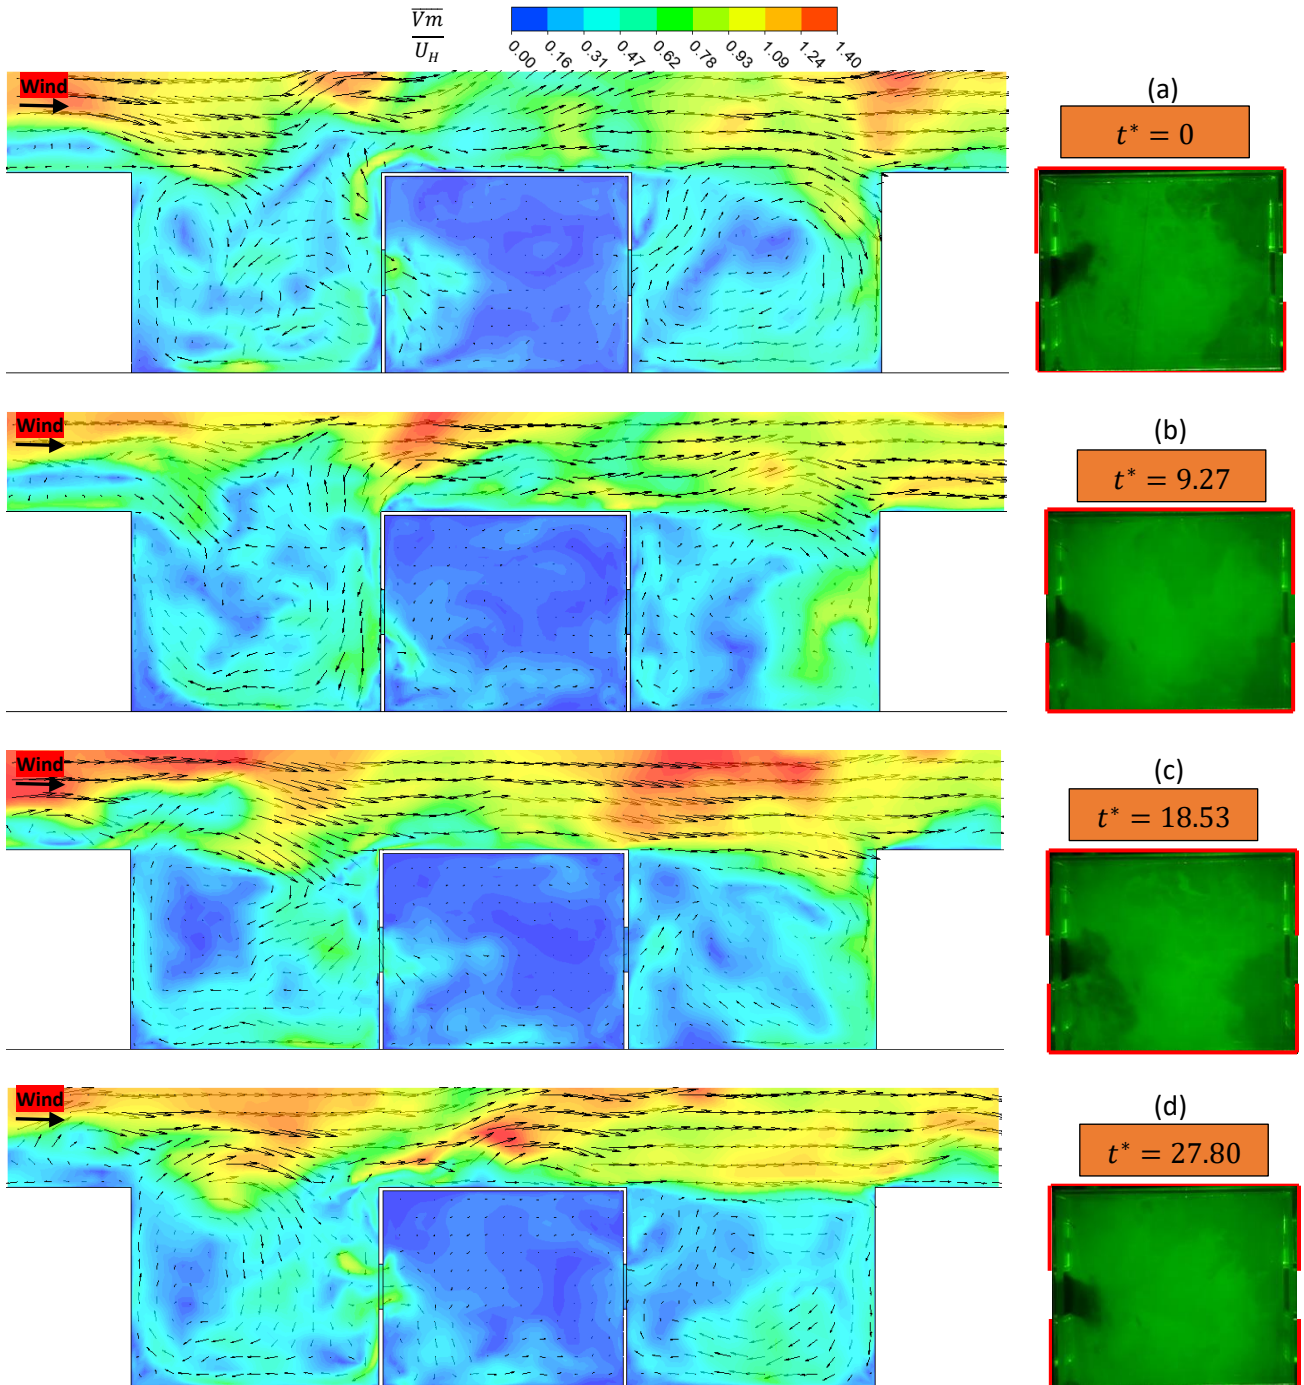 Vm
U_H
0.00 0.16 0.31 0.47 0.62 0.78 0.93 1.09 1.24 1.40
Wind
(a)
t* = 0
Wind
(b)
t* = 9.27
Wind
(c)
t* = 18.53
Wind
(d)
t* = 27.80